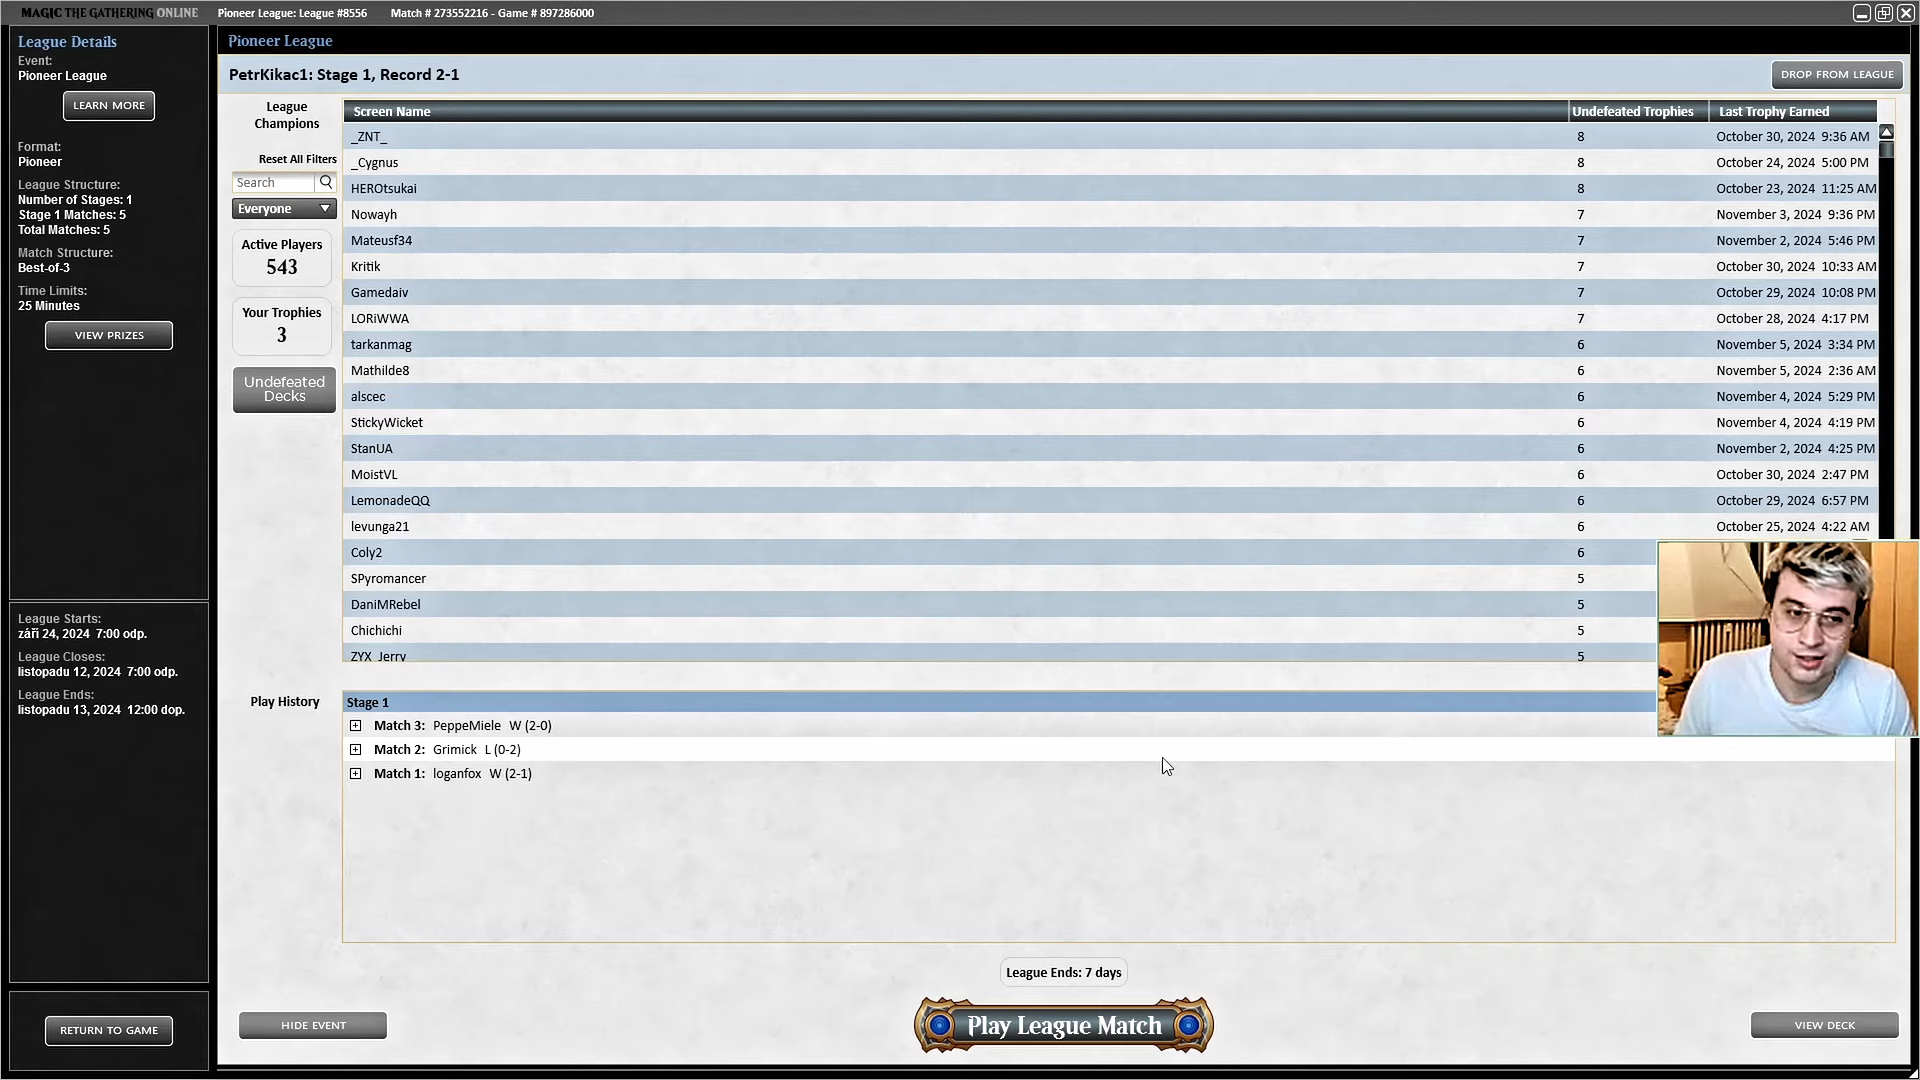 MAGIC THE GATHERING ONLINE
Pioneer League: League #8556
Match # 273552216 - Game # 897286000
League Details
Event:
Pioneer League
LEARN MORE
Format:
Pioneer
League Structure:
Number of Stages: 1
Stage 1 Matches: 5
Total Matches: 5
Match Structure:
Best-of-3
Time Limits:
25 Minutes
VIEW PRIZES
League Starts:
září 24, 2024 7:00 odp.
League Closes:
listopadu 12, 2024 7:00 odp.
League Ends:
listopadu 13, 2024 12:00 dop.
RETURN TO GAME
Pioneer League
PetrKikac1: Stage 1, Record 2-1
DROP FROM LEAGUE
League
Champions
Reset All Filters
Search
Everyone
Active Players
543
Your Trophies
3
Undefeated
Decks
Screen Name Undefeated Trophies Last Trophy Earned
_ZNT_ 8 October 30, 2024 9:36 AM
_Cygnus 8 October 24, 2024 5:00 PM
HEROtsukai 8 October 23, 2024 11:25 AM
Nowayh 7 November 3, 2024 9:36 PM
Mateusf34 7 November 2, 2024 5:46 PM
Kritik 7 October 30, 2024 10:33 AM
Gamedaiv 7 October 29, 2024 10:08 PM
LORiWWA 7 October 28, 2024 4:17 PM
tarkanmag 6 November 5, 2024 3:34 PM
Mathilde8 6 November 5, 2024 2:36 AM
alscec 6 November 4, 2024 5:29 PM
StickyWicket 6 November 4, 2024 4:19 PM
StanUA 6 November 2, 2024 4:25 PM
MoistVL 6 October 30, 2024 2:47 PM
LemonadeQQ 6 October 29, 2024 6:57 PM
levunga21 6 October 25, 2024 4:22 AM
Coly2 6
SPyromancer 5
DaniMRebel 5
Chichichi 5
ZYX_Jerry 5
Play History
Stage 1
Match 3: PeppeMiele W (2-0)
Match 2: Grimick L (0-2)
Match 1: loganfox W (2-1)
League Ends: 7 days
HIDE EVENT
Play League Match
VIEW DECK